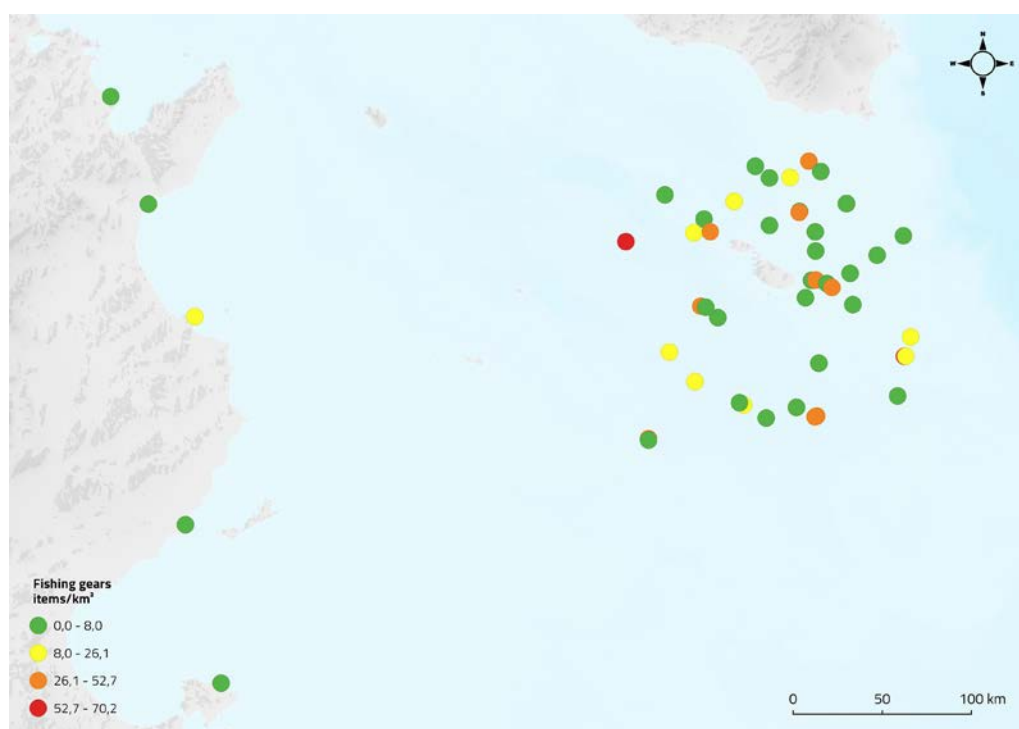 N
W E
S
Fishing gears
items/km²
0,0 - 8,0
8,0 - 26,1
26,1 - 52,7
52,7 - 70,2
0 50 100 km